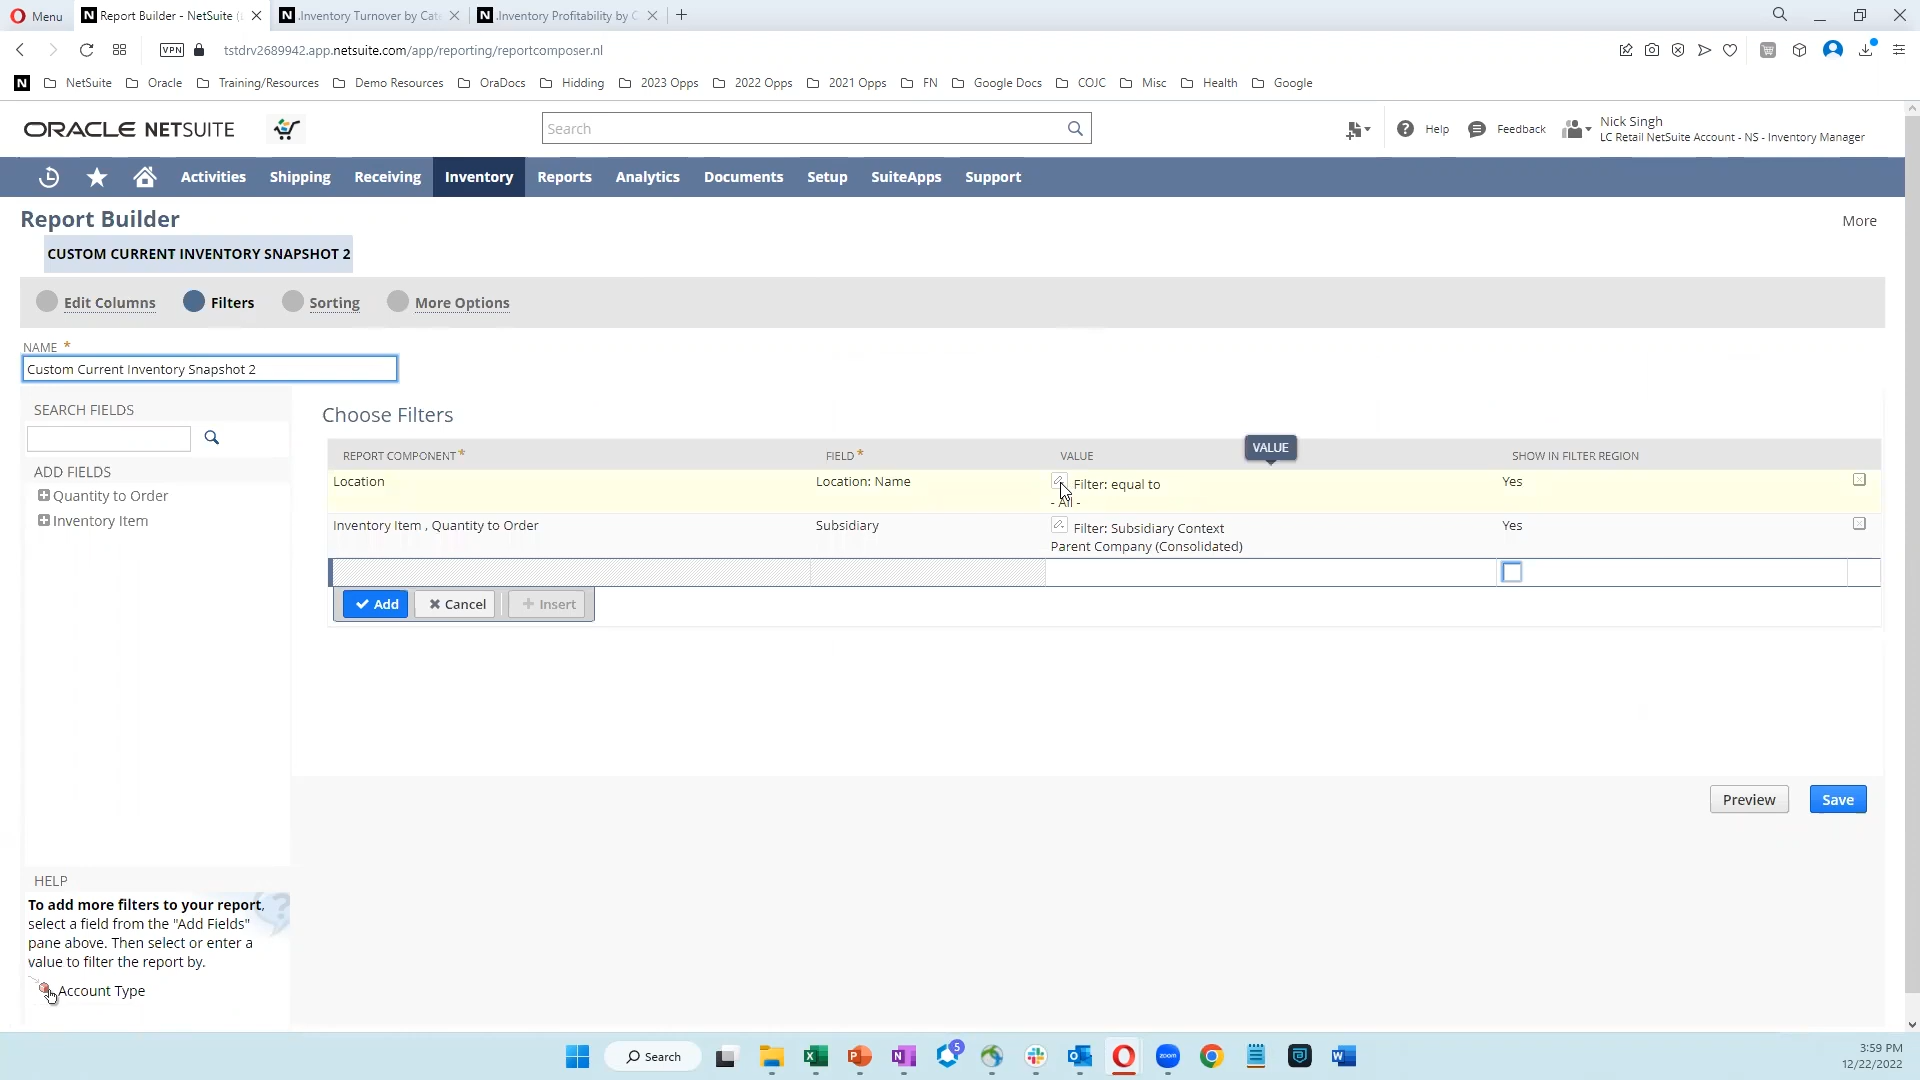 Menu
Report Builder - NetSuite (
.Inventory Turnover by Cate
.Inventory Profitability by C
VPN
tstdrv2689942.app.netsuite.com/app/reporting/reportcomposer.nl
NetSuite Oracle Training/Resources Demo Resources OraDocs Hidding 2023 Opps 2022 Opps 2021 Opps FN Google Docs COJC Misc Health Google
ORACLE NETSUITE
Search
Help
Feedback
Nick Singh
LC Retail NetSuite Account - NS - Inventory Manager
Activities Shipping Receiving Inventory Reports Analytics Documents Setup SuiteApps Support
Report Builder
More
CUSTOM CURRENT INVENTORY SNAPSHOT 2
Edit Columns Filters Sorting More Options
NAME *
Custom Current Inventory Snapshot 2
SEARCH FIELDS
ADD FIELDS
Quantity to Order
Inventory Item
Choose Filters
VALUE
REPORT COMPONENT * FIELD * VALUE SHOW IN FILTER REGION
Location Location: Name Filter: equal to Yes
- All -
Inventory Item , Quantity to Order Subsidiary Filter: Subsidiary Context Yes
Parent Company (Consolidated)
Add Cancel Insert
Preview Save
HELP
To add more filters to your report,
select a field from the "Add Fields"
pane above. Then select or enter a
value to filter the report by.
Account Type
Search
5
zoom
3:59 PM
12/22/2022